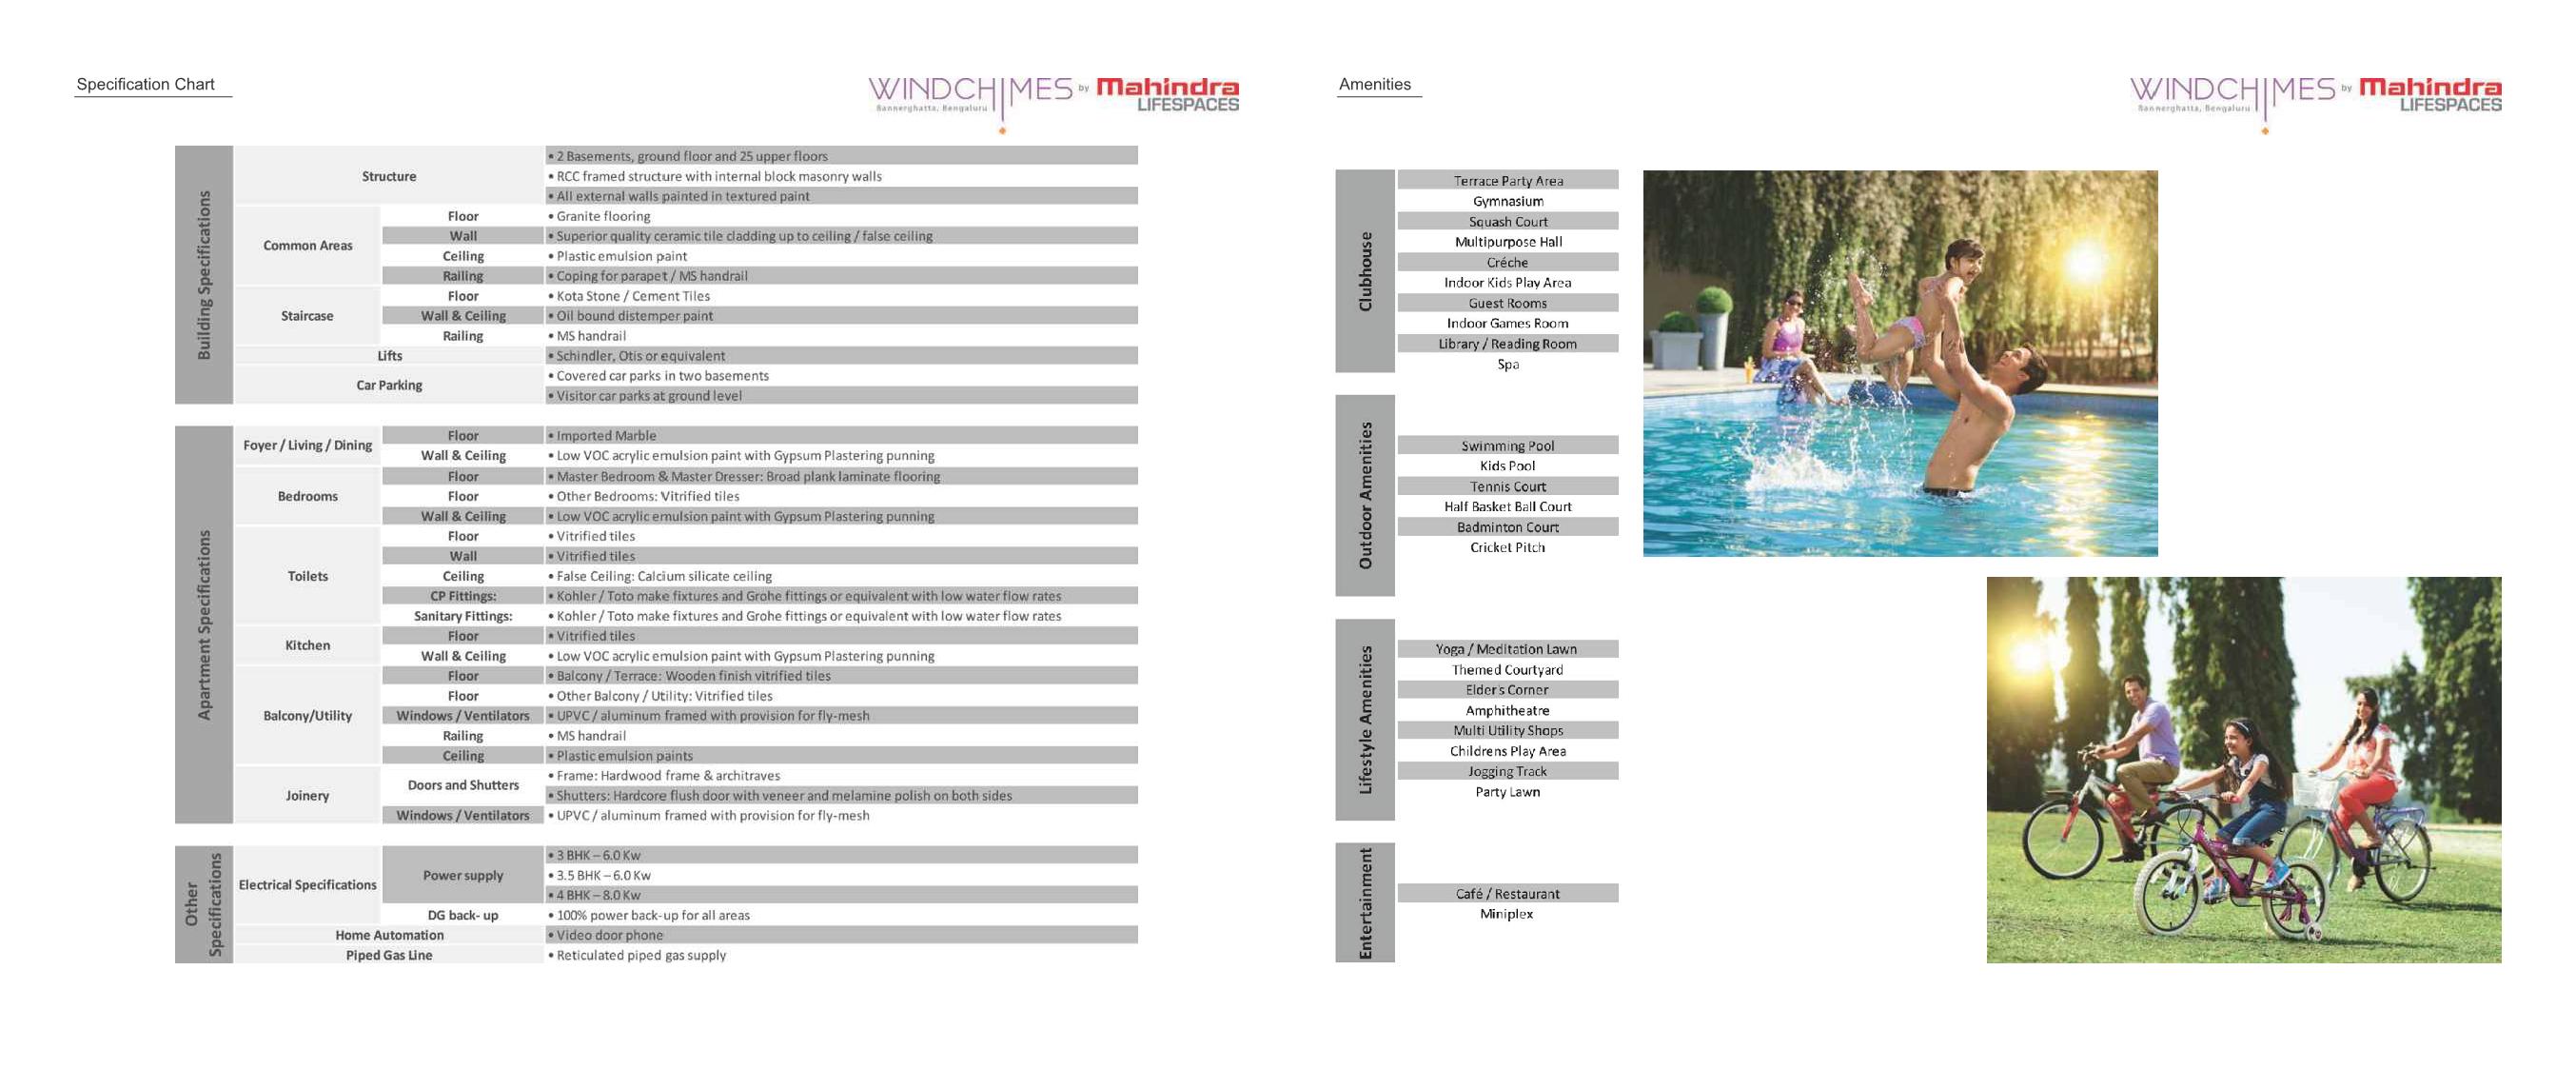 Specification Chart
WINDCHIMES by Mahindra
Bannerghatta, Bengaluru
LIFESPACES
Building Specifications
Structure
• 2 Basements, ground floor and 25 upper floors
• RCC framed structure with internal block masonry walls
• All external walls painted in textured paint
Common Areas
Floor • Granite flooring
Wall • Superior quality ceramic tile cladding up to ceiling / false ceiling
Ceiling • Plastic emulsion paint
Railing • Coping for parapet / MS handrail
Staircase
Floor • Kota Stone / Cement Tiles
Wall & Ceiling • Oil bound distemper paint
Railing • MS handrail
Lifts • Schindler, Otis or equivalent
Car Parking
• Covered car parks in two basements
• Visitor car parks at ground level
Apartment Specifications
Foyer / Living / Dining
Floor • Imported Marble
Wall & Ceiling • Low VOC acrylic emulsion paint with Gypsum Plastering punning
Bedrooms
Floor • Master Bedroom & Master Dresser: Broad plank laminate flooring
Floor • Other Bedrooms: Vitrified tiles
Wall & Ceiling • Low VOC acrylic emulsion paint with Gypsum Plastering punning
Toilets
Floor • Vitrified tiles
Wall • Vitrified tiles
Ceiling • False Ceiling: Calcium silicate ceiling
CP Fittings: • Kohler / Toto make fixtures and Grohe fittings or equivalent with low water flow rates
Sanitary Fittings: • Kohler / Toto make fixtures and Grohe fittings or equivalent with low water flow rates
Kitchen
Floor • Vitrified tiles
Wall & Ceiling • Low VOC acrylic emulsion paint with Gypsum Plastering punning
Balcony/Utility
Floor • Balcony / Terrace: Wooden finish vitrified tiles
Floor • Other Balcony / Utility: Vitrified tiles
Windows / Ventilators • UPVC / aluminum framed with provision for fly-mesh
Railing • MS handrail
Ceiling • Plastic emulsion paints
Joinery
Doors and Shutters
• Frame: Hardwood frame & architraves
• Shutters: Hardcore flush door with veneer and melamine polish on both sides
Windows / Ventilators • UPVC / aluminum framed with provision for fly-mesh
Other
Specifications
Electrical Specifications
Power supply
• 3 BHK – 6.0 Kw
• 3.5 BHK – 6.0 Kw
• 4 BHK – 8.0 Kw
DG back- up • 100% power back-up for all areas
Home Automation • Video door phone
Piped Gas Line • Reticulated piped gas supply
Amenities
WINDCHIMES by Mahindra
Bannerghatta, Bengaluru
LIFESPACES
Clubhouse
Terrace Party Area
Gymnasium
Squash Court
Multipurpose Hall
Créche
Indoor Kids Play Area
Guest Rooms
Indoor Games Room
Library / Reading Room
Spa
Outdoor Amenities
Swimming Pool
Kids Pool
Tennis Court
Half Basket Ball Court
Badminton Court
Cricket Pitch
Lifestyle Amenities
Yoga / Meditation Lawn
Themed Courtyard
Elder's Corner
Amphitheatre
Multi Utility Shops
Childrens Play Area
Jogging Track
Party Lawn
Entertainment
Café / Restaurant
Miniplex